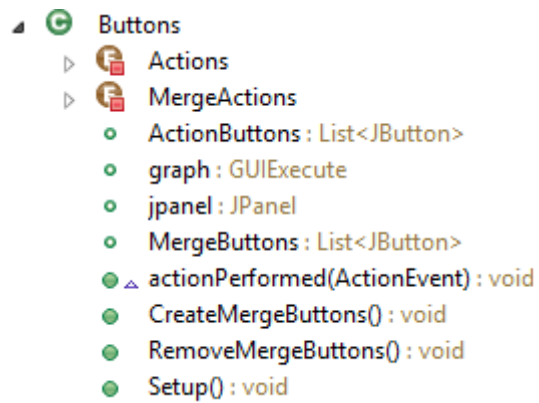 Buttons
Actions
MergeActions
ActionButtons : List<JButton>
graph : GUIExecute
jpanel : JPanel
MergeButtons : List<JButton>
actionPerformed(ActionEvent) : void
CreateMergeButtons() : void
RemoveMergeButtons() : void
Setup() : void